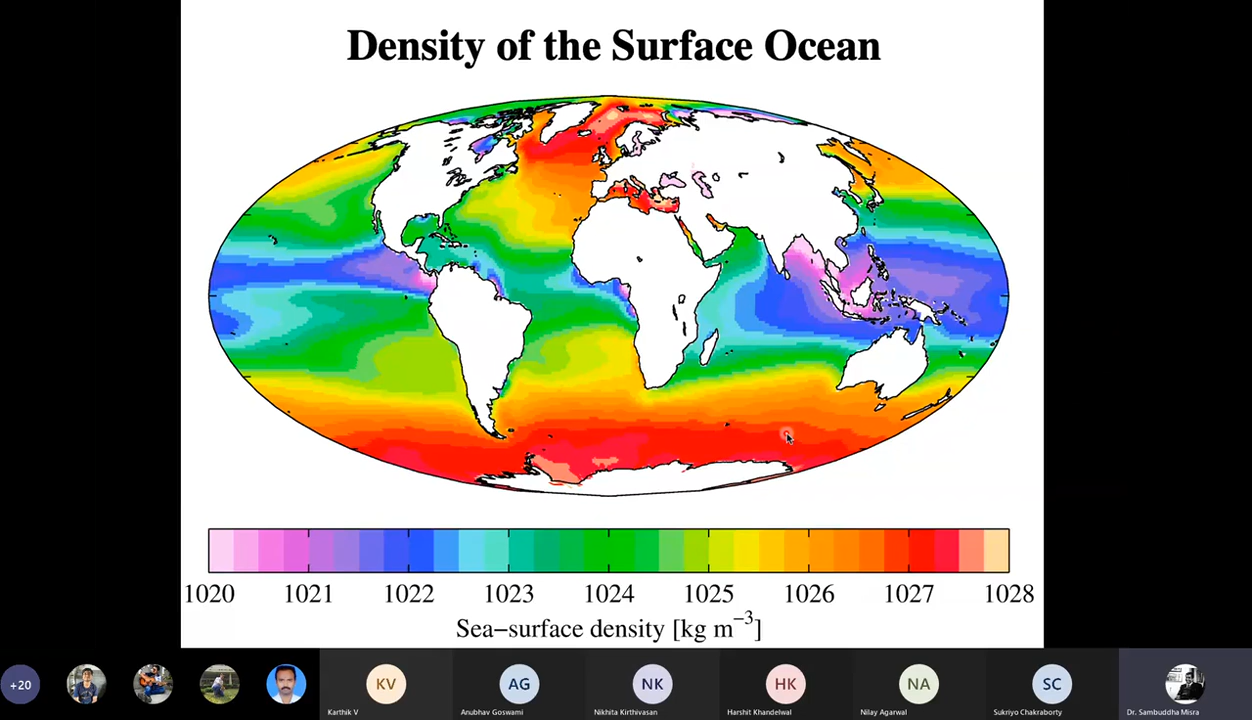 Density of the Surface Ocean
1020 1021 1022 1023 1024 1025 1026 1027 1028
Sea−surface density [kg m−3]
+20 KV AG NK HK NA SC
Karthik V Anubhav Goswami Nikhita Kirthivasan Harshit Khandelwal Nilay Agarwal Sukriyo Chakraborty Dr. Sambuddha Misra